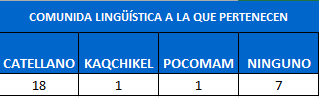 COMUNIDA LINGÜÍSTICA A LA QUE PERTENECEN
CATELLANO KAQCHIKEL POCOMAM NINGUNO
18 1 1 7